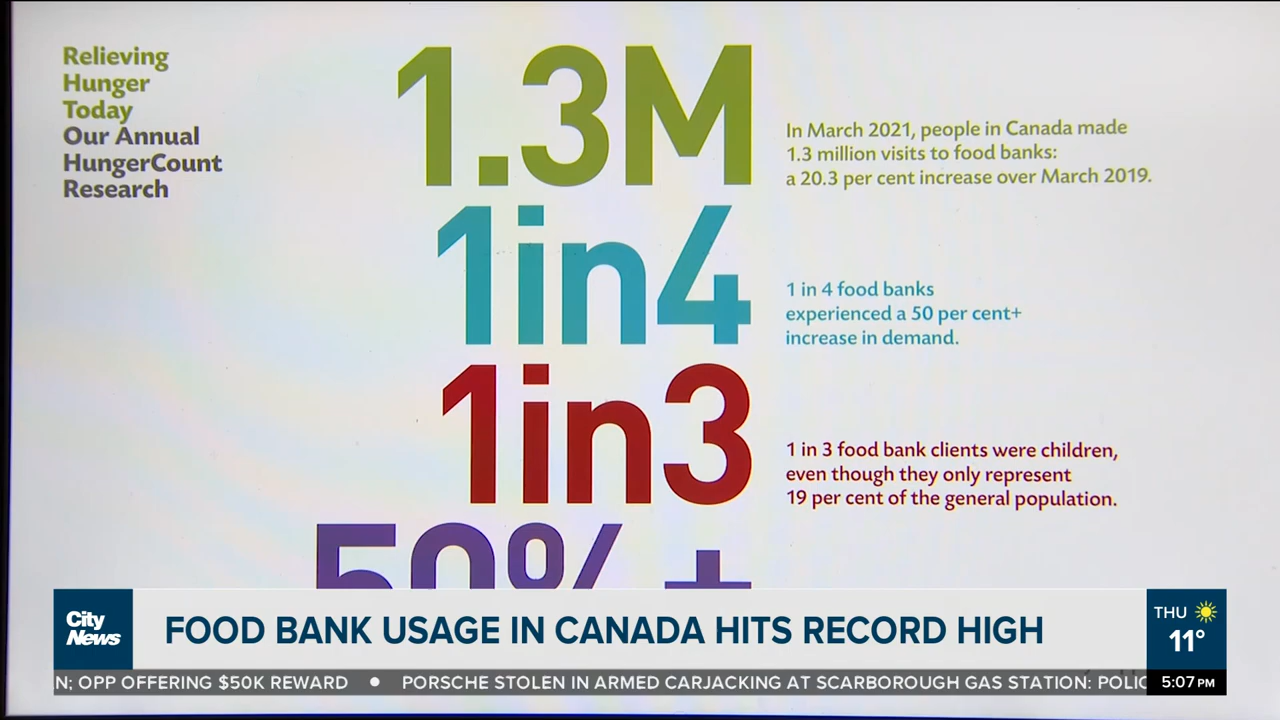 Relieving
Hunger
Today
Our Annual
HungerCount
Research
1.3M
In March 2021, people in Canada made
1.3 million visits to food banks:
a 20.3 per cent increase over March 2019.
1in4
1 in 4 food banks
experienced a 50 per cent+
increase in demand.
1in3
1 in 3 food bank clients were children,
even though they only represent
19 per cent of the general population.
50%+
City
News
FOOD BANK USAGE IN CANADA HITS RECORD HIGH
THU
11°
N; OPP OFFERING $50K REWARD • PORSCHE STOLEN IN ARMED CARJACKING AT SCARBOROUGH GAS STATION: POLIC
5:07 PM